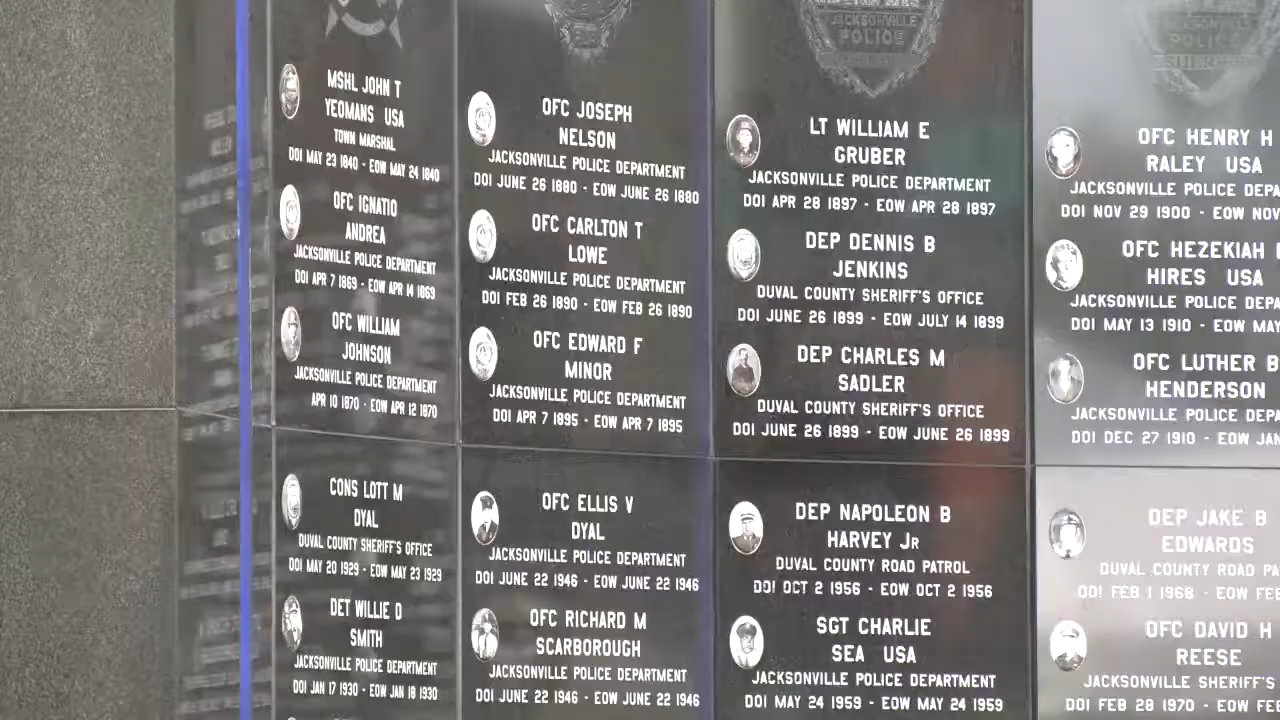 MSHL JOHN T
YEOMANS USA
TOWN MARSHAL
DOI MAY 23 1840 - EOW MAY 24 1840
OFC IGNATIO
ANDREA
JACKSONVILLE POLICE DEPARTMENT
DOI APR 7 1869 - EOW APR 14 1869
OFC WILLIAM
JOHNSON
JACKSONVILLE POLICE DEPARTMENT
APR 10 1870 - EOW APR 12 1870
CONS LOTT M
DYAL
DUVAL COUNTY SHERIFF'S OFFICE
DOI MAY 20 1929 - EOW MAY 23 1929
DET WILLIE D
SMITH
JACKSONVILLE POLICE DEPARTMENT
DOI JAN 17 1930 - EOW JAN 18 1930
OFC JOSEPH
NELSON
JACKSONVILLE POLICE DEPARTMENT
DOI JUNE 26 1880 - EOW JUNE 26 1880
OFC CARLTON T
LOWE
JACKSONVILLE POLICE DEPARTMENT
DOI FEB 26 1890 - EOW FEB 26 1890
OFC EDWARD F
MINOR
JACKSONVILLE POLICE DEPARTMENT
DOI APR 7 1895 - EOW APR 7 1895
OFC ELLIS V
DYAL
JACKSONVILLE POLICE DEPARTMENT
DOI JUNE 22 1946 - EOW JUNE 22 1946
OFC RICHARD M
SCARBOROUGH
JACKSONVILLE POLICE DEPARTMENT
DOI JUNE 22 1946 - EOW JUNE 22 1946
JACKSONVILLE
POLICE
LT WILLIAM E
GRUBER
JACKSONVILLE POLICE DEPARTMENT
DOI APR 28 1897 - EOW APR 28 1897
DEP DENNIS B
JENKINS
DUVAL COUNTY SHERIFF'S OFFICE
DOI JUNE 26 1899 - EOW JULY 14 1899
DEP CHARLES M
SADLER
DUVAL COUNTY SHERIFF'S OFFICE
DOI JUNE 26 1899 - EOW JUNE 26 1899
DEP NAPOLEON B
HARVEY JR
DUVAL COUNTY ROAD PATROL
DOI OCT 2 1956 - EOW OCT 2 1956
SGT CHARLIE
SEA USA
JACKSONVILLE POLICE DEPARTMENT
DOI MAY 24 1959 - EOW MAY 24 1959
POLICE
OFC HENRY H
RALEY USA
JACKSONVILLE POLICE DEPA
DOI NOV 29 1900 - EOW NOV
OFC HEZEKIAH
HIRES USA
JACKSONVILLE POLICE DEPA
DOI MAY 13 1910 - EOW MAY
OFC LUTHER B
HENDERSON
JACKSONVILLE POLICE DEPA
DOI DEC 27 1910 - EOW JAN
DEP JAKE B
EDWARDS
DUVAL COUNTY ROAD PA
DOI FEB 1 1968 - EOW FEB
OFC DAVID H
REESE
JACKSONVILLE SHERIFF'S
DOI FEB 28 1970 - EOW FEB